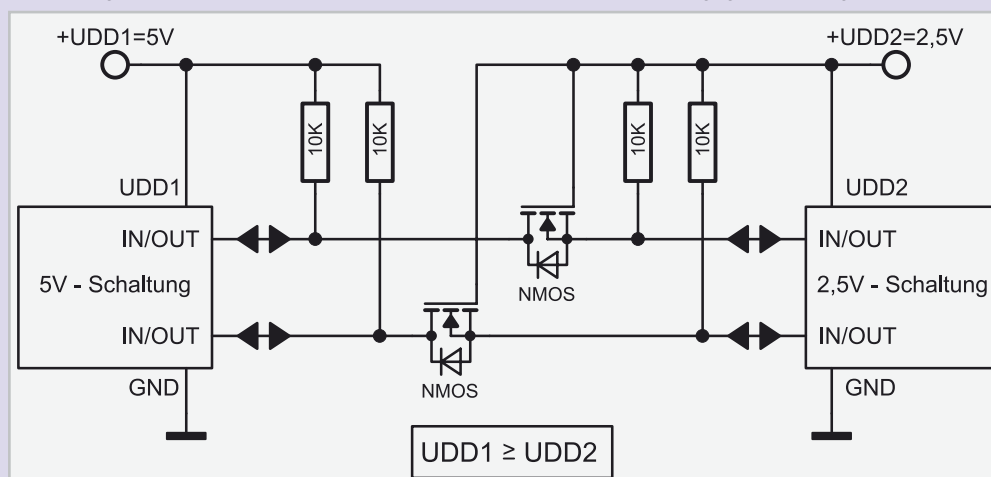 +UDD1=5V
+UDD2=2,5V
10K
10K
10K
10K
UDD1
UDD2
IN/OUT
IN/OUT
5V - Schaltung
NMOS
2,5V - Schaltung
IN/OUT
IN/OUT
GND
NMOS
GND
UDD1 ≥ UDD2